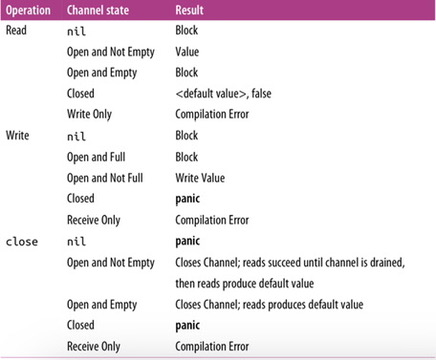 Operation Channel state Result
Read nil Block
Open and Not Empty Value
Open and Empty Block
Closed <default value>, false
Write Only Compilation Error
Write nil Block
Open and Full Block
Open and Not Full Write Value
Closed panic
Receive Only Compilation Error
close nil panic
Open and Not Empty Closes Channel; reads succeed until channel is drained,
then reads produce default value
Open and Empty Closes Channel; reads produces default value
Closed panic
Receive Only Compilation Error